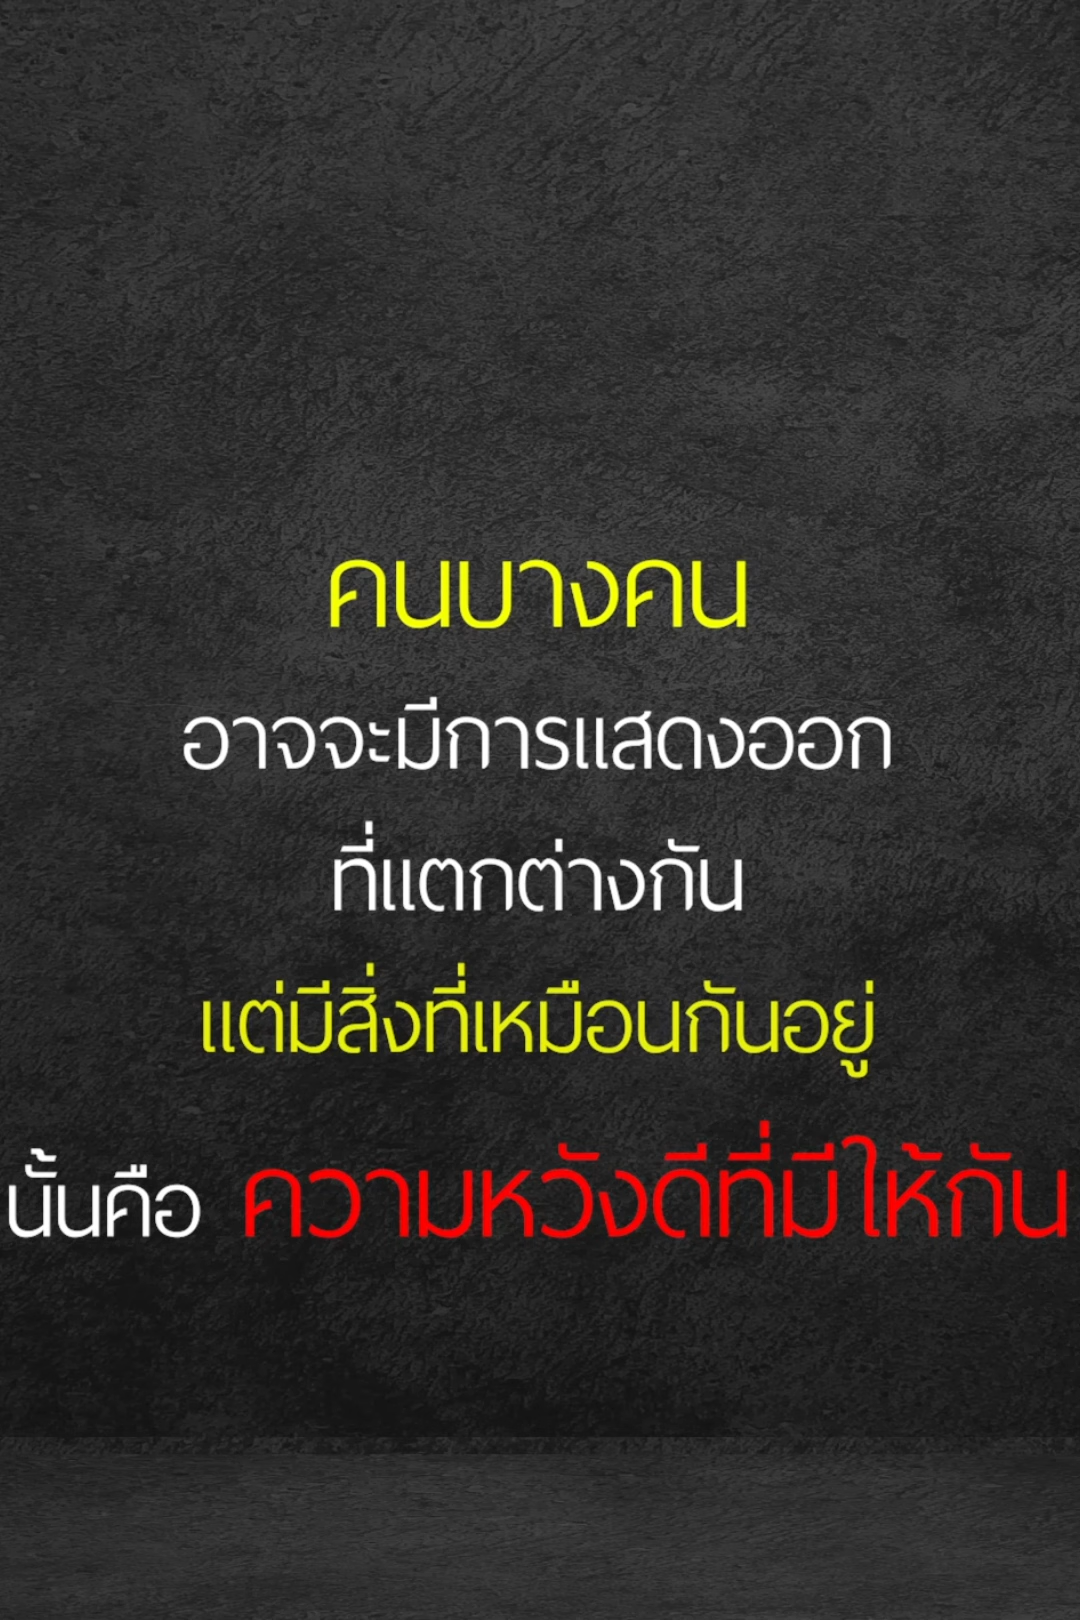 คนบางคน
อาจจะมีการแสดงออก
ที่แตกต่างกัน
แต่มีสิ่งที่เหมือนกันอยู่
นั้นคือ ความหวังดีที่มีให้กัน